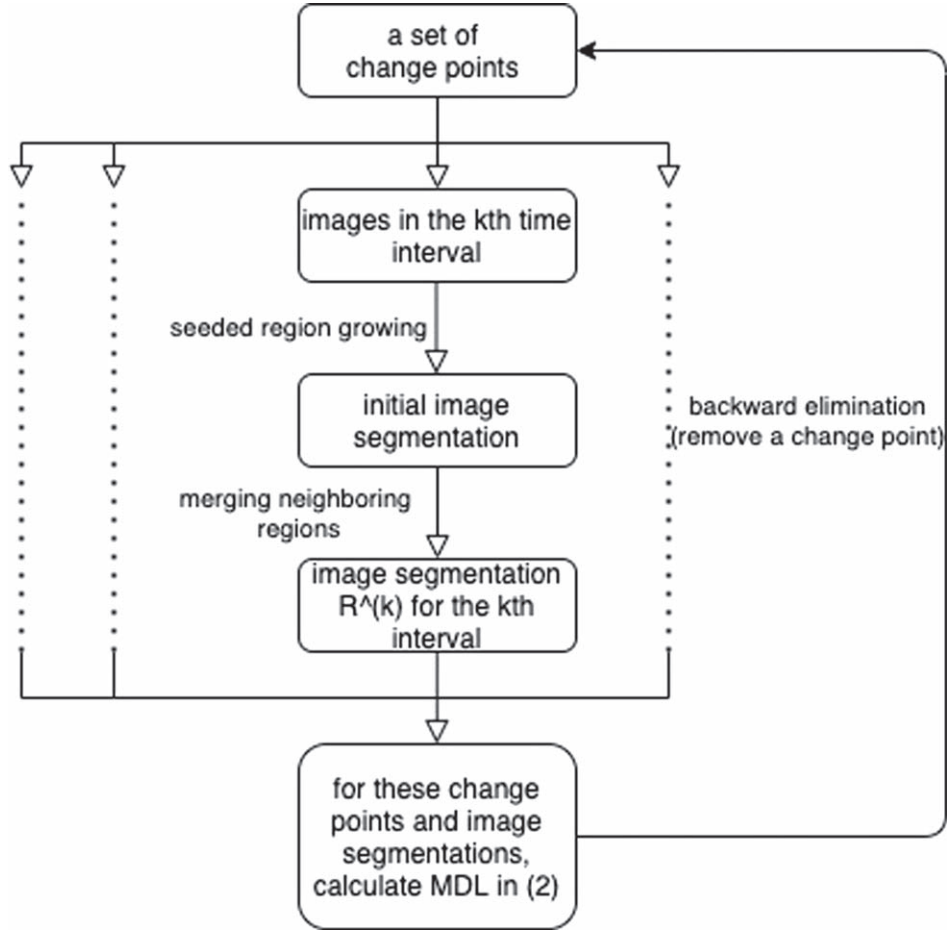 a set of
change points
images in the kth time
interval
seeded region growing
initial image
segmentation
backward elimination
(remove a change point)
merging neighboring
regions
image segmentation
R^(k) for the kth
interval
for these change
points and image
segmentations,
calculate MDL in (2)